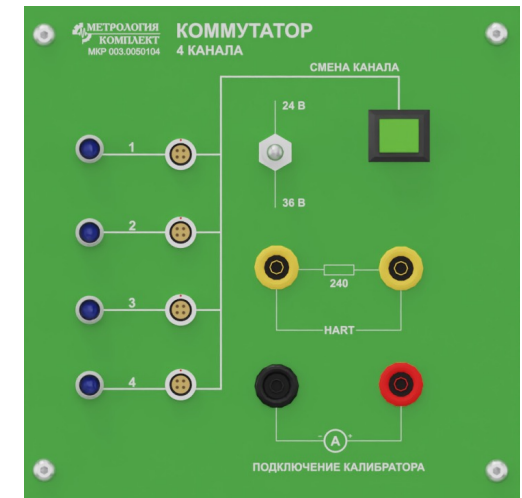 МЕТРОЛОГИЯ
КОМПЛЕКТ
МКР 003.0050104
КОММУТАТОР
4 КАНАЛА
СМЕНА КАНАЛА
24 В
36 В
1
2
3
4
240
HART
- A +
ПОДКЛЮЧЕНИЕ КАЛИБРАТОРА